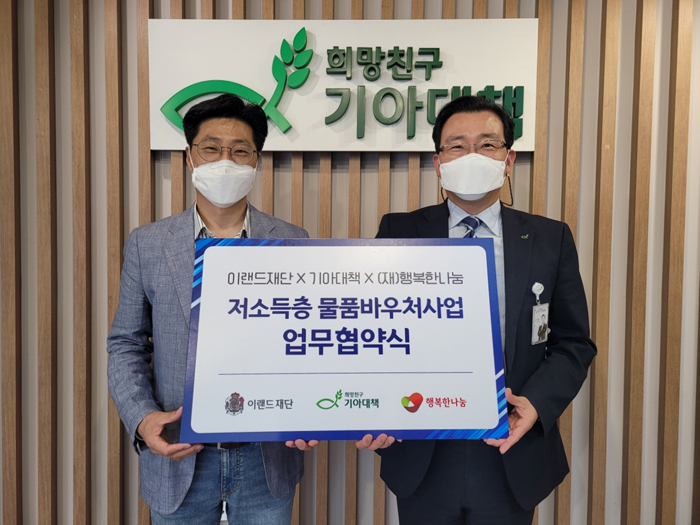 희망친구
기아대책
이랜드재단 X 기아대책 X (재)행복한나눔
저소득층 물품바우처사업
업무협약식
이랜드재단
희망친구
기아대책
행복한나눔